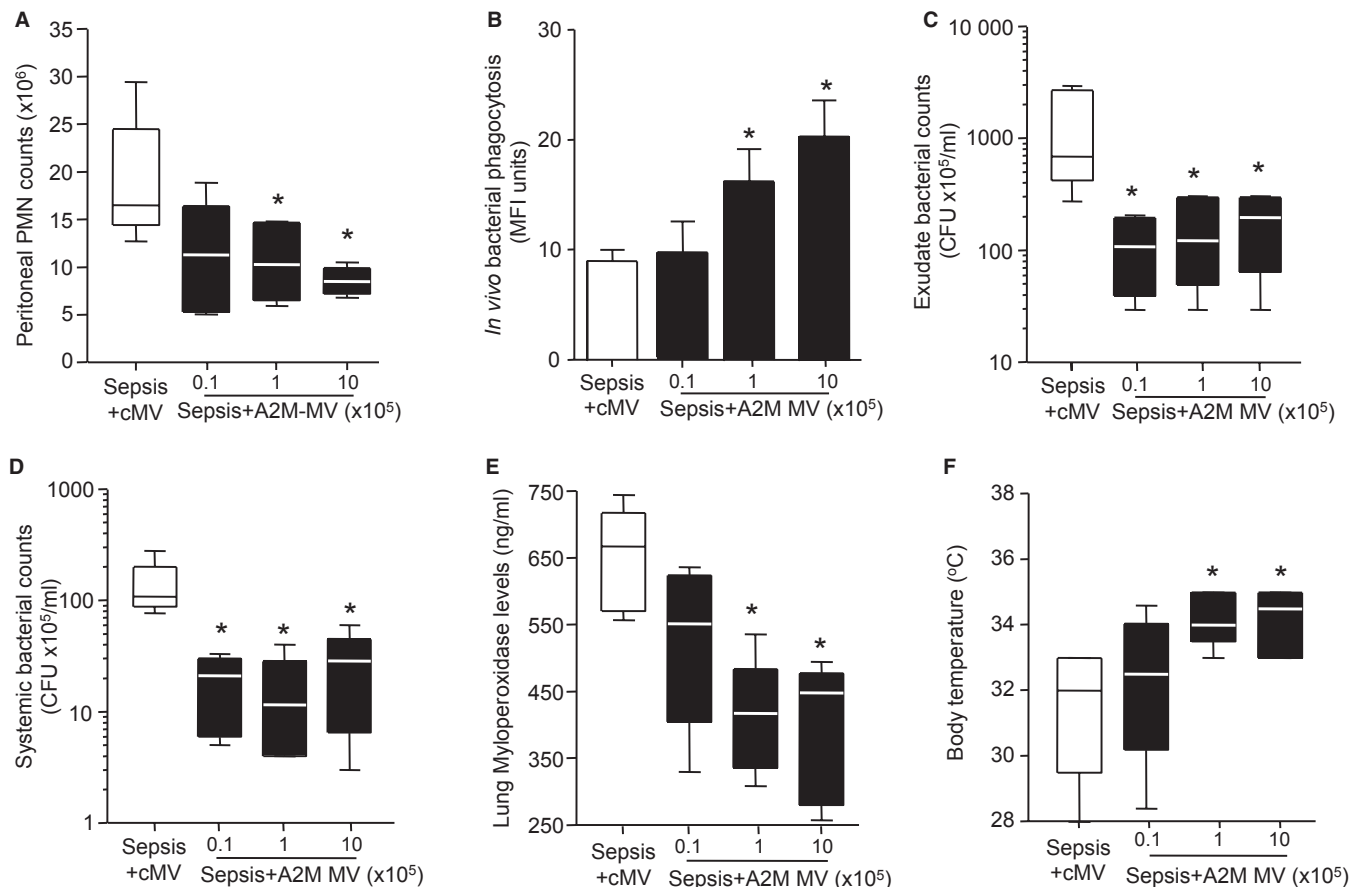 A
Peritoneal PMN counts (x10⁶)
35
30
25
20
15
10
5
0
*
*
Sepsis
+cMV
0.1
1
10
Sepsis+A2M-MV (x10⁵)
B
In vivo bacterial phagocytosis
(MFI units)
30
20
10
0
*
*
Sepsis
+cMV
0.1
1
10
Sepsis+A2M MV (x10⁵)
C
Exudate bacterial counts
(CFU x10⁵/ml)
10 000
1000
100
10
*
*
*
Sepsis
+cMV
0.1
1
10
Sepsis+A2M MV (x10⁵)
D
Systemic bacterial counts
(CFU x10⁵/ml)
1000
100
10
1
*
*
*
Sepsis
+cMV
0.1
1
10
Sepsis+A2M MV (x10⁵)
E
Lung Myloperoxidase levels (ng/ml)
750
650
550
450
350
250
*
*
Sepsis
+cMV
0.1
1
10
Sepsis+A2M MV (x10⁵)
F
Body temperature (ºC)
38
36
34
32
30
28
*
*
Sepsis
+cMV
0.1
1
10
Sepsis+A2M MV (x10⁵)